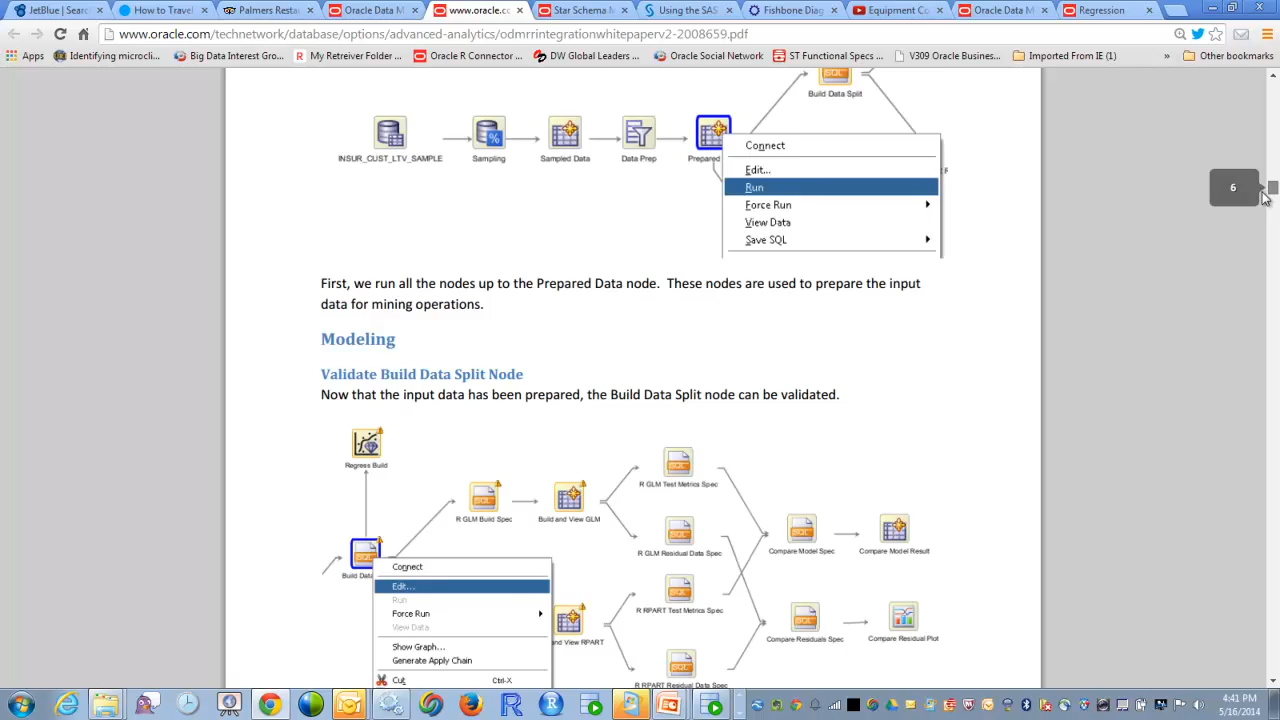 JetBlue | Search
How to Travel
Palmers Resta
Oracle Data M
www.oracle.cc
Star Schema M
Using the SAS
Fishbone Diag
Equipment Co
Oracle Data M
Regression
www.oracle.com/technetwork/database/options/advanced-analytics/odmrrintegrationwhitepaperv2-2008659.pdf
Apps
Identifying microcli...
Big Data Interest Gr...
My Retriever Folder ...
Oracle R Connector ...
DW Global Leaders ...
Oracle Social Network
ST Functional Specs ...
V309 Oracle Busines...
Imported From IE (1)
»
Other bookmarks
Build Data Split
INSUR_CUST_LTV_SAMPLE
Sampling
Sampled Data
Data Prep
Prepared
Connect
Edit...
Run
Force Run
View Data
Save SQL
6
First, we run all the nodes up to the Prepared Data node. These nodes are used to prepare the input
data for mining operations.
Modeling
Validate Build Data Split Node
Now that the input data has been prepared, the Build Data Split node can be validated.
Regress Build
R GLM Build Spec
Build and View GLM
R GLM Test Metrics Spec
R GLM Residual Data Spec
Compare Model Spec
Compare Model Result
Build Data
Connect
Edit...
Run
Force Run
View Data
Show Graph...
Generate Apply Chain
Cut
Ctrl-X
and View RPART
R RPART Test Metrics Spec
R RPART Residual Data Spec
Compare Residuals Spec
Compare Residual Plot
4:41 PM
5/16/2014